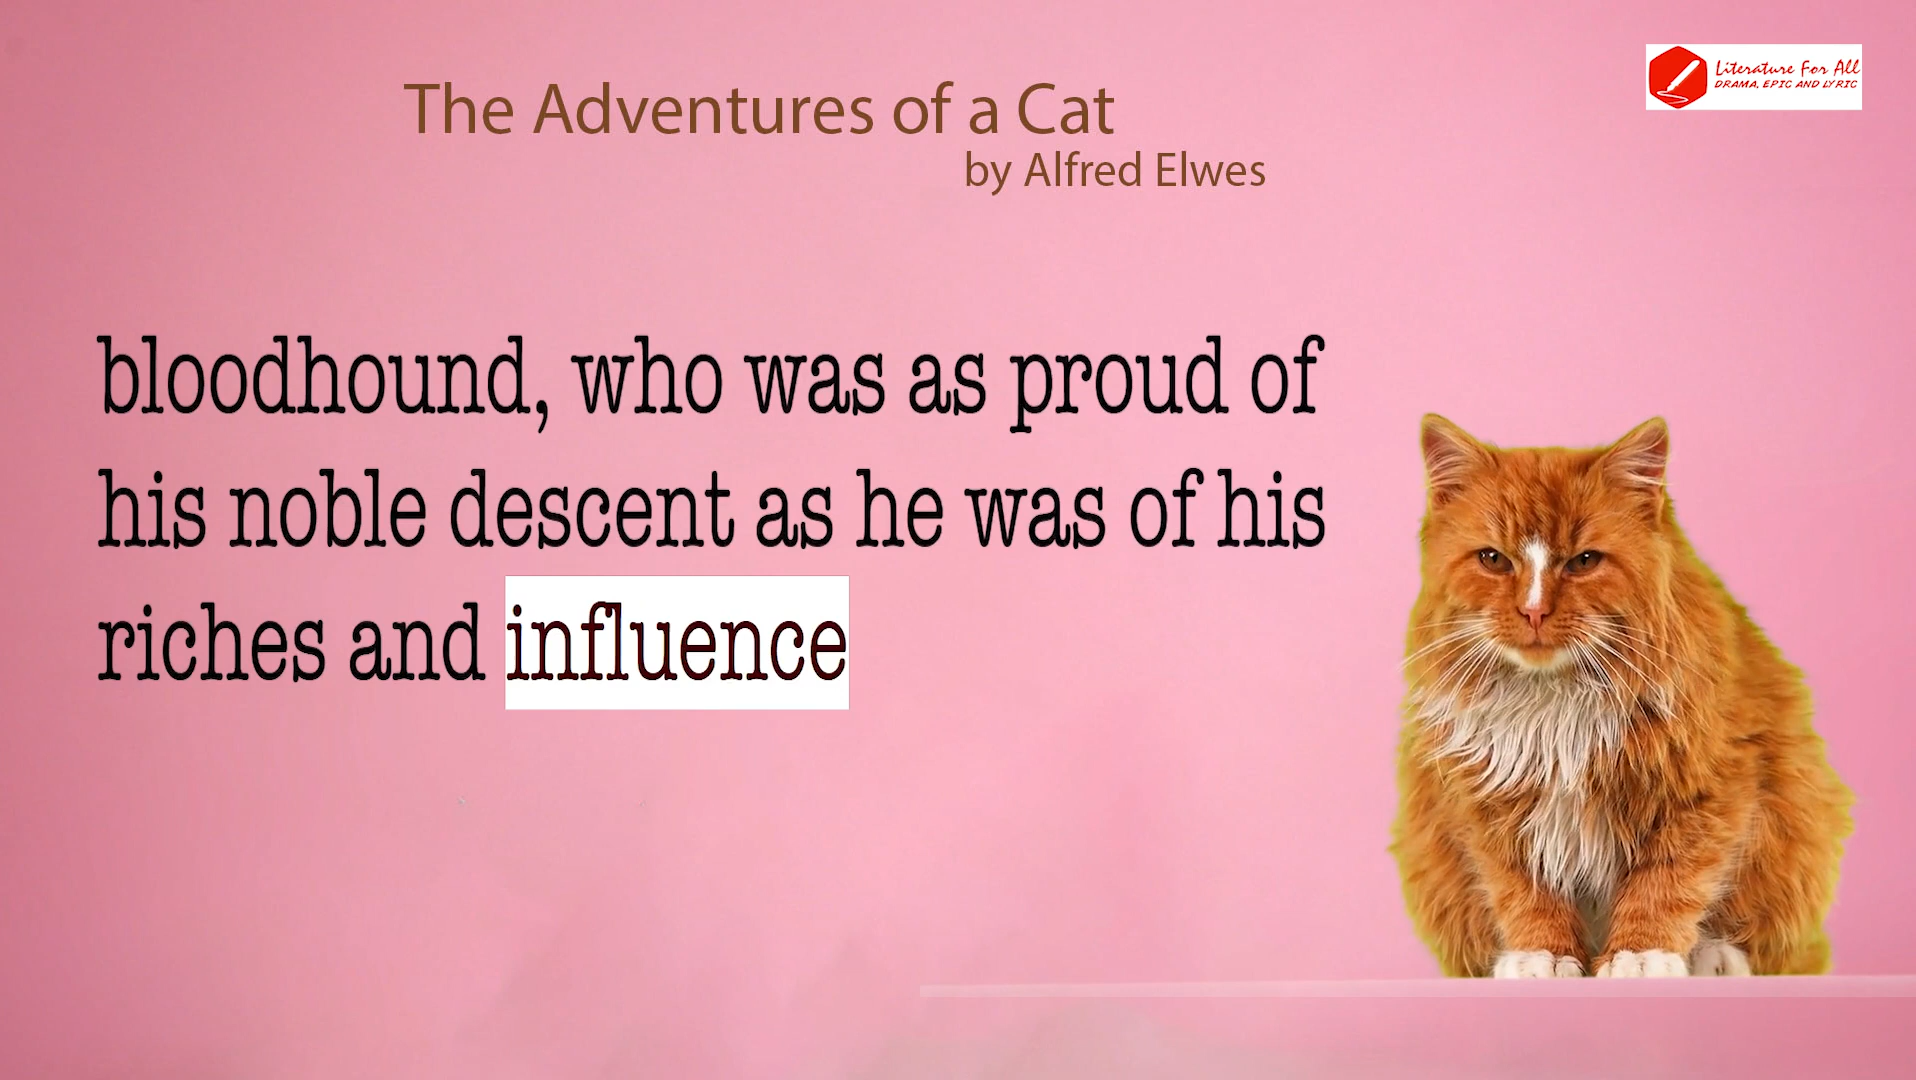 The Adventures of a Cat
by Alfred Elwes
Literature For All
DRAMA, EPIC AND LYRIC
bloodhound, who was as proud of
his noble descent as he was of his
riches and influence